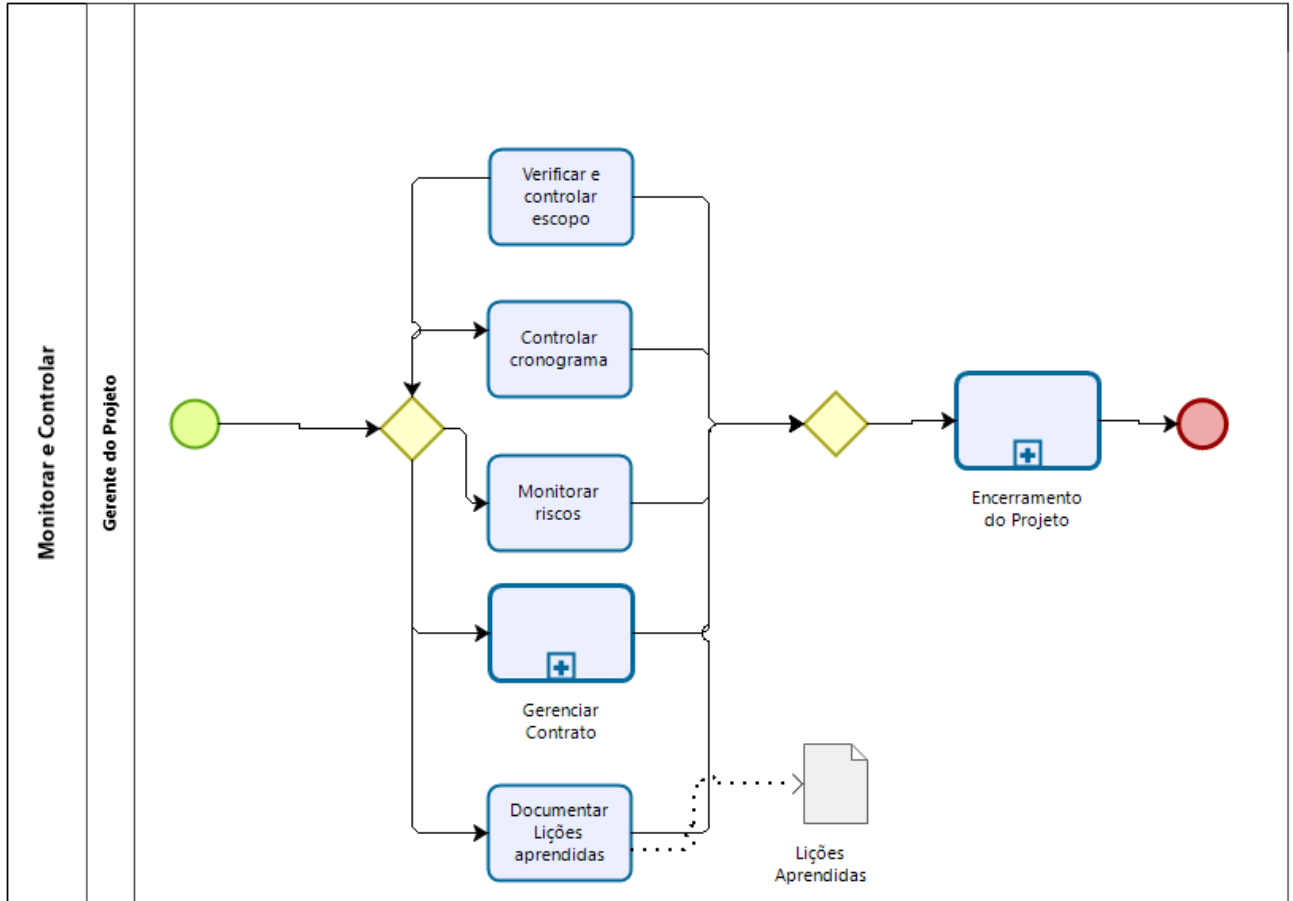 Monitorar e Controlar
Gerente do Projeto
Verificar e
controlar
escopo
Controlar
cronograma
Monitorar
riscos
Gerenciar
Contrato
Documentar
Lições
aprendidas
Lições
Aprendidas
Encerramento
do Projeto